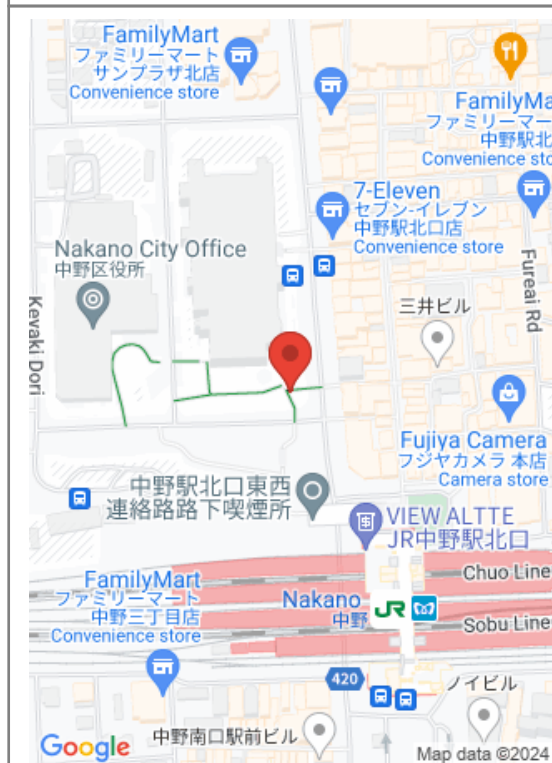 FamilyMart
ファミリーマート
サンプラザ北店
Convenience store
FamilyMa
ファミリーマー
中野駅北
Convenience sto
7-Eleven
セブン-イレブン
中野駅北口店
Convenience store
Nakano City Office
中野区役所
Kevaki Dori
三井ビル
Fureai Rd
Fujiya Camera
フジヤカメラ 本店
Camera store
中野駅北口東西
連絡路路下喫煙所
VIEW ALTTE
JR中野駅北口
Chuo Line
FamilyMart
ファミリーマート
中野三丁目店
Convenience store
Nakano
中野
JR
Sobu Line
420
ノイビル
中野南口駅前ビル
Google
Map data ©2024